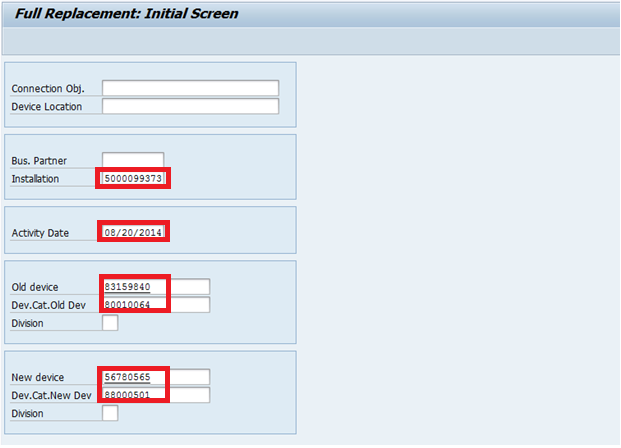 Full Replacement: Initial Screen
Connection Obj.
Device Location
Bus. Partner
Installation 5000099373
Activity Date 08/20/2014
Old device 83159840
Dev.Cat.Old Dev 80010064
Division
New device 56780565
Dev.Cat.New Dev 88000501
Division